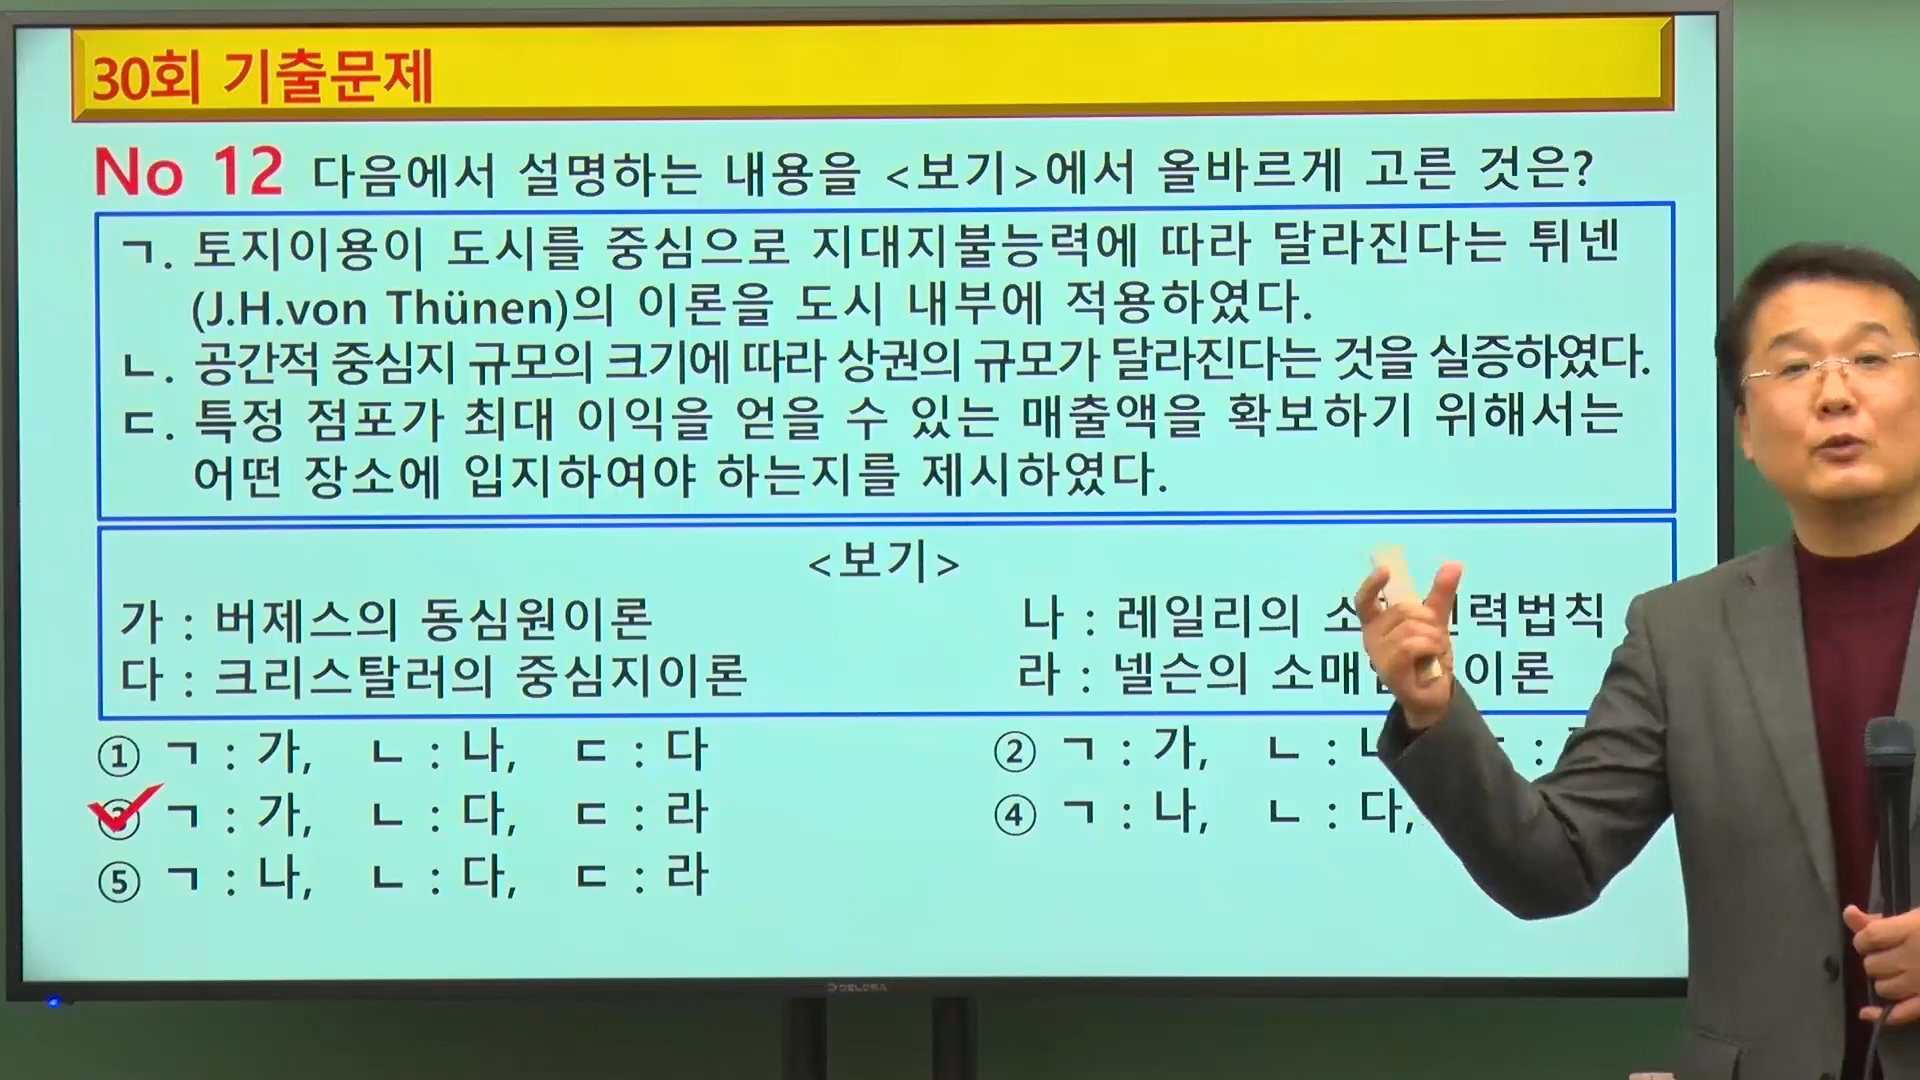 30회 기출문제
No 12 다음에서 설명하는 내용을 <보기>에서 올바르게 고른 것은?
ㄱ. 토지이용이 도시를 중심으로 지대지불능력에 따라 달라진다는 튀넨
(J.H.von Thünen)의 이론을 도시 내부에 적용하였다.
ㄴ. 공간적 중심지 규모의 크기에 따라 상권의 규모가 달라진다는 것을 실증하였다.
ㄷ. 특정 점포가 최대 이익을 얻을 수 있는 매출액을 확보하기 위해서는
어떤 장소에 입지하여야 하는지를 제시하였다.
<보기>
가 : 버제스의 동심원이론 나 : 레일리의
다 : 크리스탈러의 중심지이론 라 : 넬슨의
① ㄱ : 가, ㄴ : 나, ㄷ : 다 ② ㄱ : 가, ㄴ :
③ ㄱ : 가, ㄴ : 다, ㄷ : 라 ④ ㄱ : 나, ㄴ : 다,
⑤ ㄱ : 나, ㄴ : 다, ㄷ : 라